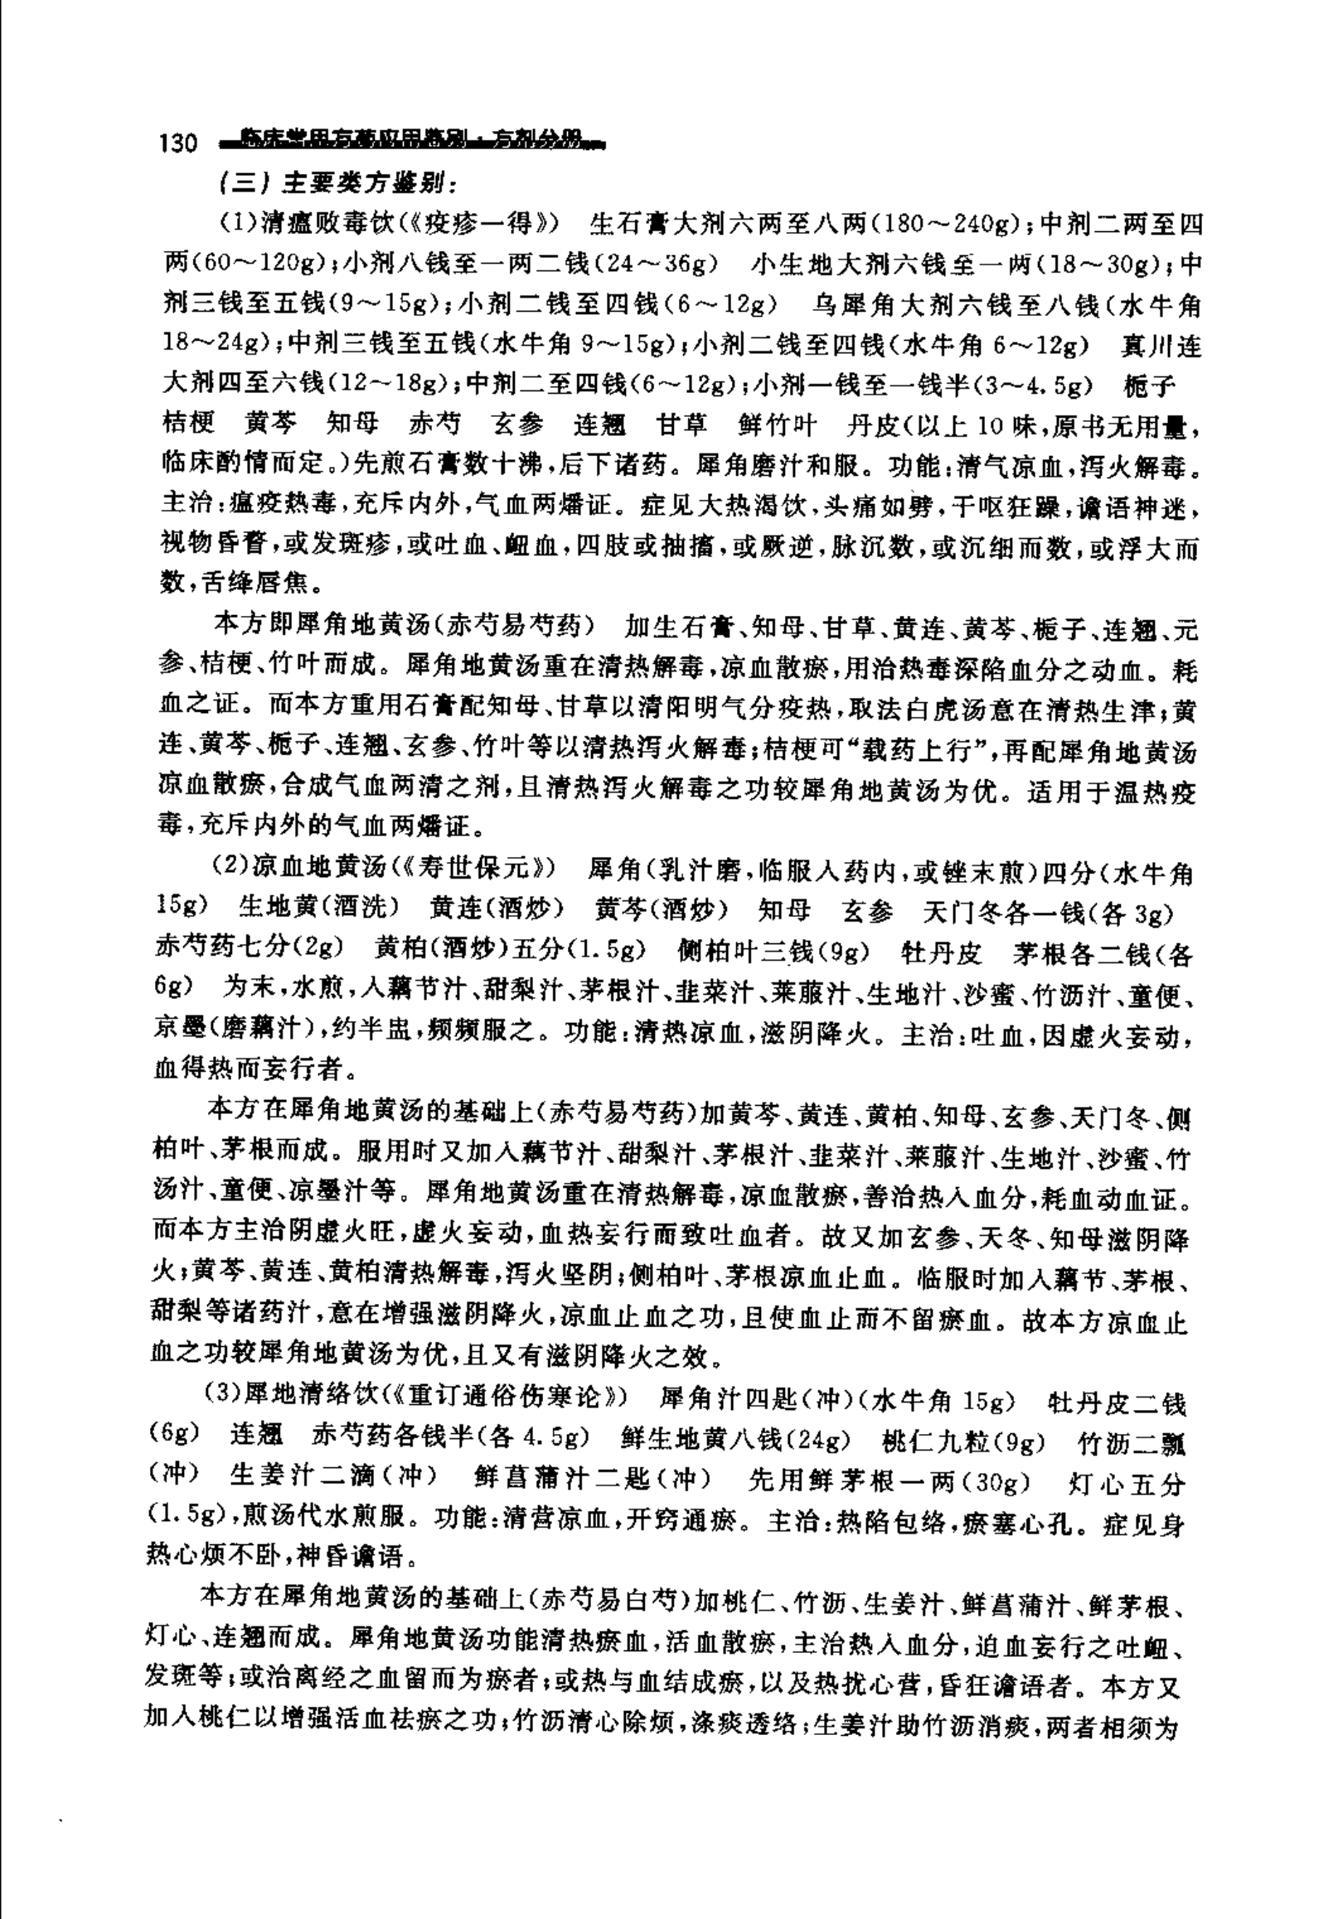 130 临床常用方药应用鉴别·方剂分册
(三) 主要类方鉴别：
(1)清瘟败毒饮(《疫疹一得》) 生石膏大剂六两至八两(180～240g);中剂二两至四
两(60～120g);小剂八钱至一两二钱(24～36g) 小生地大剂六钱至一两(18～30g);中
剂三钱至五钱(9～15g);小剂二钱至四钱(6～12g) 乌犀角大剂六钱至八钱(水牛角
18～24g);中剂三钱至五钱(水牛角 9～15g);小剂二钱至四钱(水牛角 6～12g) 真川连
大剂四至六钱(12～18g);中剂二至四钱(6～12g);小剂一钱至一钱半(3～4.5g) 栀子
桔梗 黄芩 知母 赤芍 玄参 连翘 甘草 鲜竹叶 丹皮(以上 10 味,原书无用量,
临床酌情而定。)先煎石膏数十沸,后下诸药。犀角磨汁和服。功能:清气凉血,泻火解毒。
主治:瘟疫热毒,充斥内外,气血两燔证。症见大热渴饮,头痛如劈,干呕狂躁,谵语神迷,
视物昏瞀,或发斑疹,或吐血、衄血,四肢或抽搐,或厥逆,脉沉数,或沉细而数,或浮大而
数,舌绛唇焦。
本方即犀角地黄汤(赤芍易芍药) 加生石膏、知母、甘草、黄连、黄芩、栀子、连翘、元
参、桔梗、竹叶而成。犀角地黄汤重在清热解毒,凉血散瘀,用治热毒深陷血分之动血。耗
血之证。而本方重用石膏配知母、甘草以清阳明气分疫热,取法白虎汤意在清热生津;黄
连、黄芩、栀子、连翘、玄参、竹叶等以清热泻火解毒;桔梗可“载药上行”,再配犀角地黄汤
凉血散瘀,合成气血两清之剂,且清热泻火解毒之功较犀角地黄汤为优。适用于温热疫
毒,充斥内外的气血两燔证。
(2)凉血地黄汤(《寿世保元》) 犀角(乳汁磨,临服人药内,或锉末煎)四分(水牛角
15g) 生地黄(酒洗) 黄连(酒炒) 黄芩(酒炒) 知母 玄参 天门冬各一钱(各 3g)
赤芍药七分(2g) 黄柏(酒炒)五分(1.5g) 侧柏叶三钱(9g) 牡丹皮 茅根各二钱(各
6g) 为末,水煎,人藕节汁、甜梨汁、茅根汁、韭菜汁、莱菔汁、生地汁、沙蜜、竹沥汁、童便、
京墨(磨藕汁),约半盅,频频服之。功能:清热凉血,滋阴降火。主治:吐血,因虚火妄动,
血得热而妄行者。
本方在犀角地黄汤的基础上(赤芍易芍药)加黄芩、黄连、黄柏、知母、玄参、天门冬、侧
柏叶、茅根而成。服用时又加入藕节汁、甜梨汁、茅根汁、韭菜汁、莱菔汁、生地汁、沙蜜、竹
汤汁、童便、凉墨汁等。犀角地黄汤重在清热解毒,凉血散瘀,善治热入血分,耗血动血证。
而本方主治阴虚火旺,虚火妄动,血热妄行而致吐血者。故又加玄参、天冬、知母滋阴降
火;黄芩、黄连、黄柏清热解毒,泻火坚阴;侧柏叶、茅根凉血止血。临服时加入藕节、茅根、
甜梨等诸药汁,意在增强滋阴降火,凉血止血之功,且使血止而不留瘀血。故本方凉血止
血之功较犀角地黄汤为优,且又有滋阴降火之效。
(3)犀地清络饮(《重订通俗伤寒论》) 犀角汁四匙(冲)(水牛角 15g) 牡丹皮二钱
(6g) 连翘 赤芍药各钱半(各 4.5g) 鲜生地黄八钱(24g) 桃仁九粒(9g) 竹沥二瓢
(冲) 生姜汁二滴(冲) 鲜菖蒲汁二匙(冲) 先用鲜茅根一两(30g) 灯心五分
(1.5g),煎汤代水煎服。功能:清营凉血,开窍通瘀。主治:热陷包络,瘀塞心孔。症见身
热心烦不卧,神昏谵语。
本方在犀角地黄汤的基础上(赤芍易白芍)加桃仁、竹沥、生姜汁、鲜菖蒲汁、鲜茅根、
灯心、连翘而成。犀角地黄汤功能清热瘀血,活血散瘀,主治热入血分,迫血妄行之吐衄、
发斑等;或治离经之血留而为瘀者;或热与血结成瘀,以及热扰心营,昏狂谵语者。本方又
加入桃仁以增强活血祛瘀之功;竹沥清心除烦,涤痰透络;生姜汁助竹沥消痰,两者相须为